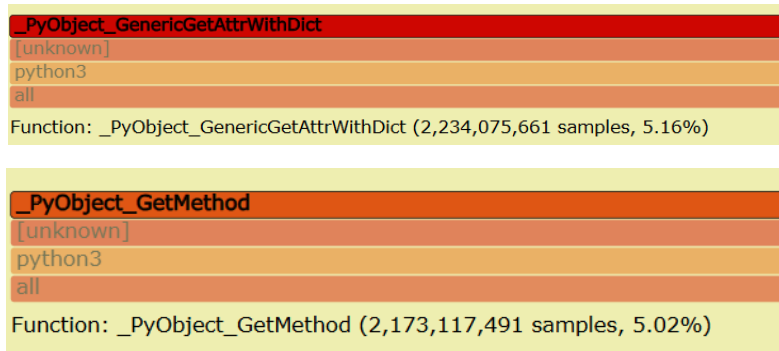 _PyObject_GenericGetAttrWithDict
[unknown]
python3
all
Function: _PyObject_GenericGetAttrWithDict (2,234,075,661 samples, 5.16%)
_PyObject_GetMethod
[unknown]
python3
all
Function: _PyObject_GetMethod (2,173,117,491 samples, 5.02%)